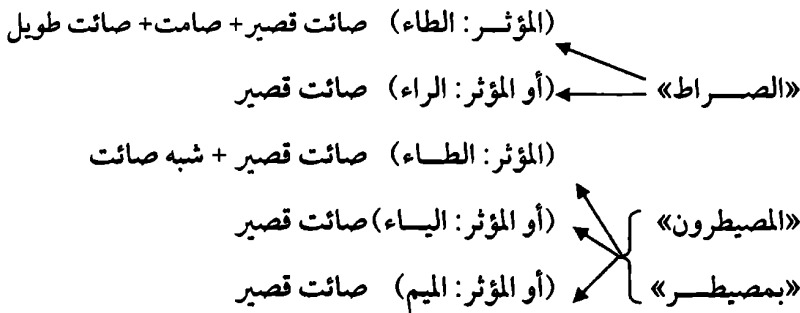 (المؤثر: الطاء) صائت قصير+ صامت+ صائت طويل
«الصراط» (أو المؤثر: الراء) صائت قصير
(المؤثر: الطاء) صائت قصير + شبه صائت
«المصيطرون» (أو المؤثر: الياء) صائت قصير
«بمصيطر» (أو المؤثر: الميم) صائت قصير